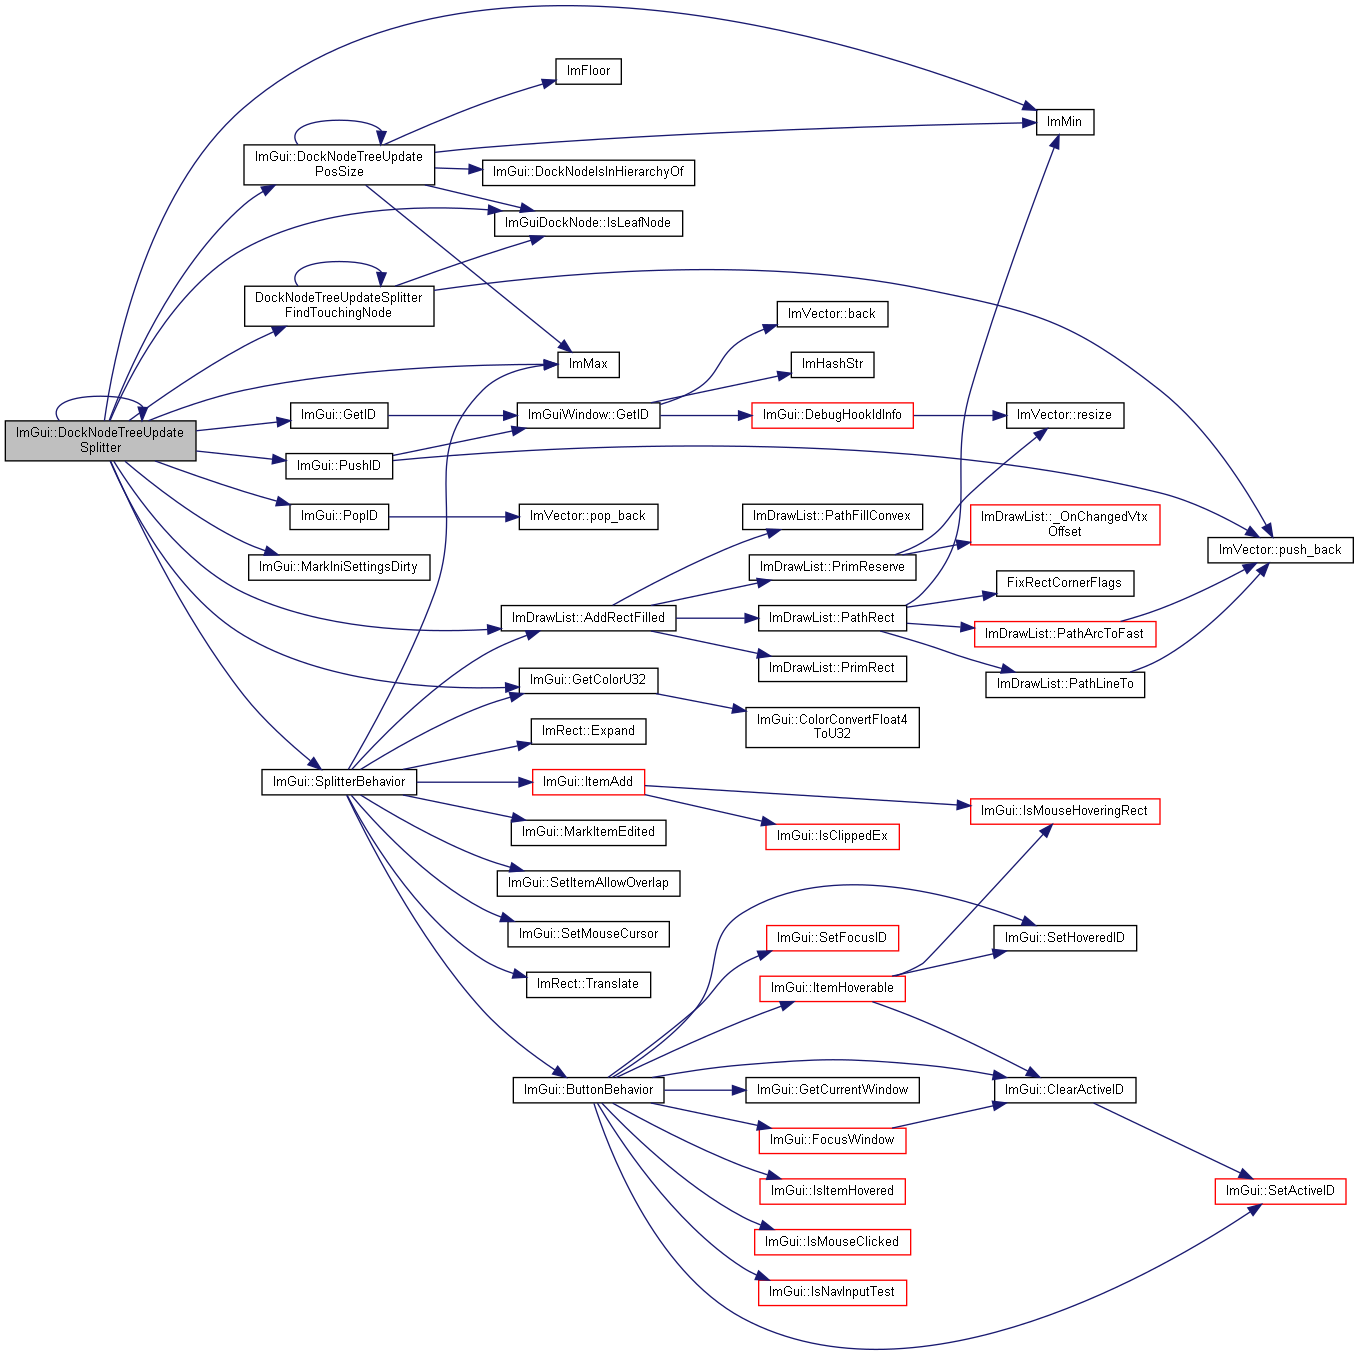 ImFloor
ImMin
ImGui::DockNodeTreeUpdate
PosSize
ImGui::DockNodeIsInHierarchyOf
ImGuiDockNode::IsLeafNode
DockNodeTreeUpdateSplitter
FindTouchingNode
ImVector::back
ImMax
ImHashStr
ImGui::DockNodeTreeUpdate
Splitter
ImGui::GetID
ImGuiWindow::GetID
ImGui::DebugHookIdInfo
ImVector::resize
ImGui::PushID
ImGui::PopID
ImVector::pop_back
ImDrawList::PathFillConvex
ImDrawList::_OnChangedVtx
Offset
ImVector::push_back
ImGui::MarkIniSettingsDirty
ImDrawList::PrimReserve
FixRectCornerFlags
ImDrawList::AddRectFilled
ImDrawList::PathRect
ImDrawList::PathArcToFast
ImDrawList::PrimRect
ImDrawList::PathLineTo
ImGui::GetColorU32
ImGui::ColorConvertFloat4
ToU32
ImRect::Expand
ImGui::SplitterBehavior
ImGui::ItemAdd
ImGui::IsMouseHoveringRect
ImGui::MarkItemEdited
ImGui::IsClippedEx
ImGui::SetItemAllowOverlap
ImGui::SetMouseCursor
ImGui::SetFocusID
ImGui::SetHoveredID
ImRect::Translate
ImGui::ItemHoverable
ImGui::ButtonBehavior
ImGui::GetCurrentWindow
ImGui::ClearActiveID
ImGui::FocusWindow
ImGui::IsItemHovered
ImGui::SetActiveID
ImGui::IsMouseClicked
ImGui::IsNavInputTest